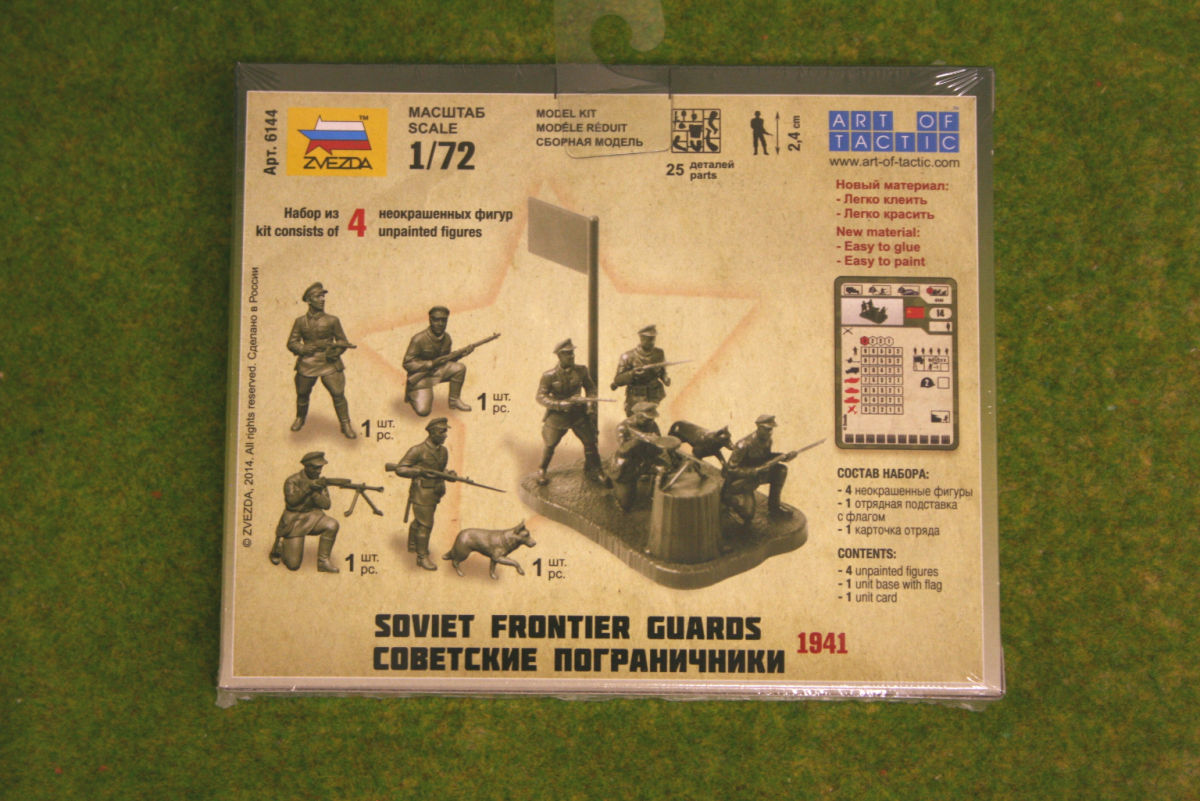 Арт. 6144
ZVEZDA
TM
МАСШТАБ
SCALE
1/72
MODEL KIT
MODÈLE RÉDUIT
СБОРНАЯ МОДЕЛЬ
25 деталей
parts
2,4 cm
ART OF
TACTIC
www.art-of-tactic.com
Новый материал:
- Легко клеить
- Легко красить
New material:
- Easy to glue
- Easy to paint
Набор из 4 неокрашенных фигур
kit consists of unpainted figures
© ZVEZDA, 2014. All rights reserved. Сделано в России
1 шт.
pc.
1 шт.
pc.
1 шт.
pc.
1 шт.
pc.
14
СОСТАВ НАБОРА:
- 4 неокрашенные фигуры
- 1 отрядная подставка
с флагом
- 1 карточка отряда
CONTENTS:
- 4 unpainted figures
- 1 unit base with flag
- 1 unit card
SOVIET FRONTIER GUARDS
СОВЕТСКИЕ ПОГРАНИЧНИКИ 1941